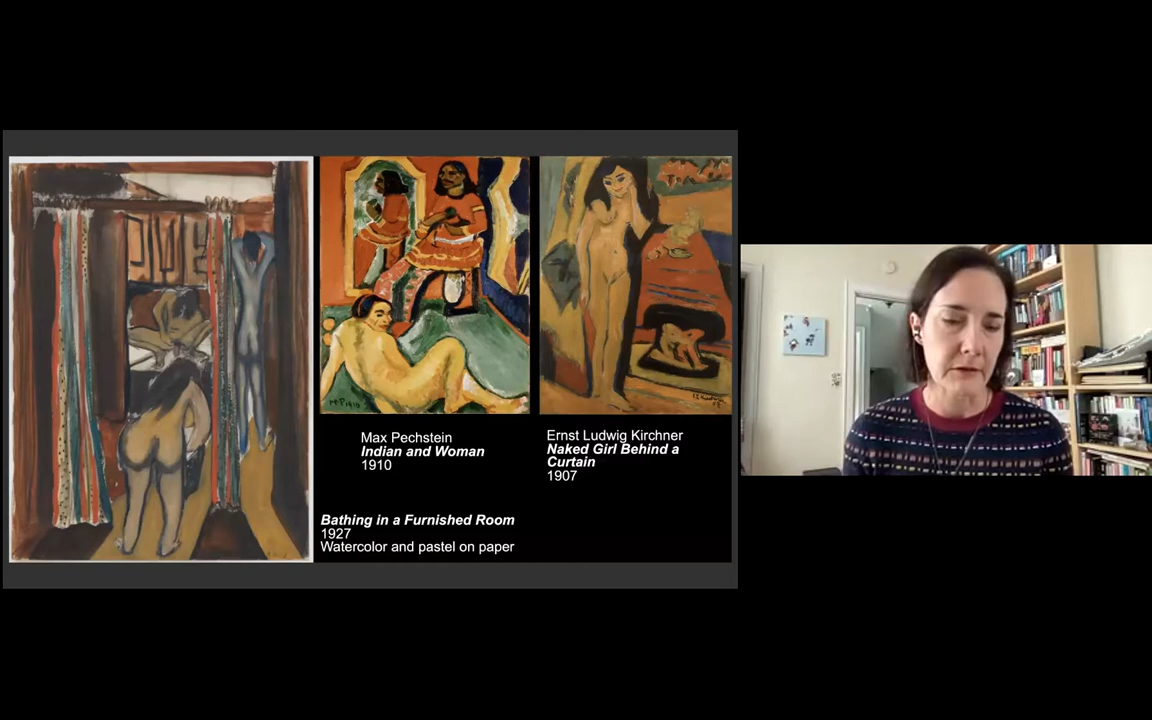 Max Pechstein
Indian and Woman
1910
Ernst Ludwig Kirchner
Naked Girl Behind a
Curtain
1907
Bathing in a Furnished Room
1927
Watercolor and pastel on paper